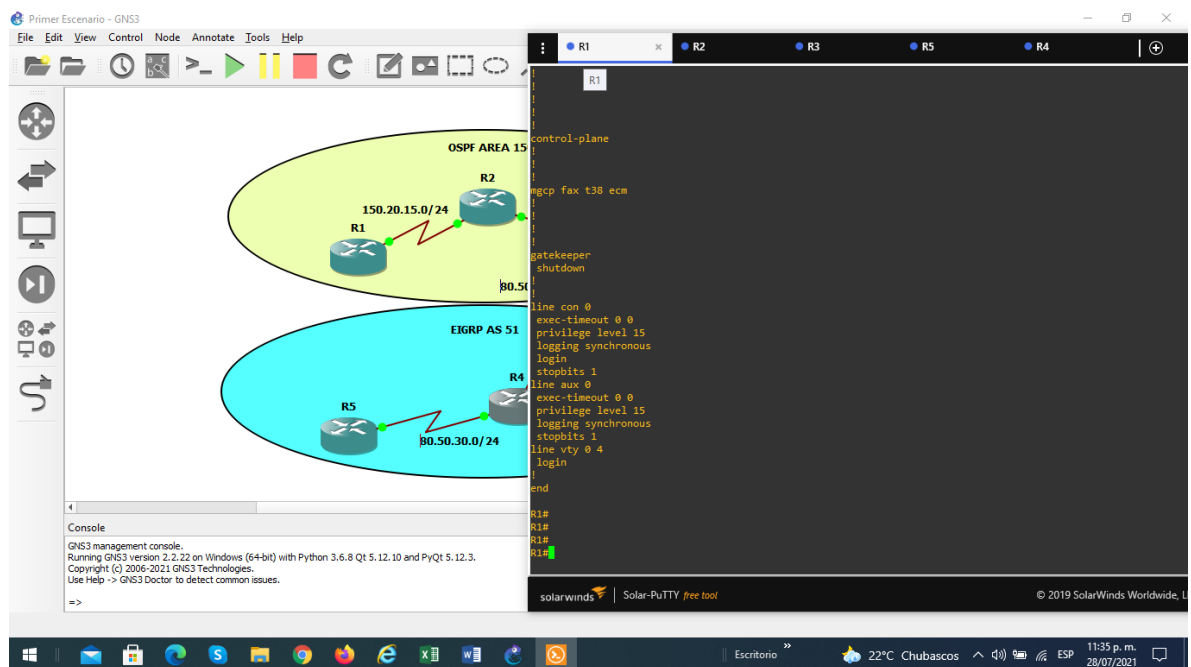 Primer Escenario - GNS3
File Edit View Control Node Annotate Tools Help
OSPF AREA 15
R2
150.20.15.0/24
R1
80.50
EIGRP AS 51
R4
R5
80.50.30.0/24
Console
GNS3 management console.
Running GNS3 version 2.2.22 on Windows (64-bit) with Python 3.6.8 Qt 5.12.10 and PyQt 5.12.3.
Copyright (c) 2006-2021 GNS3 Technologies.
Use Help -> GNS3 Doctor to detect common issues.
=>
R1 × R2 R3 R5 R4
R1
!
!
!
!
!
control-plane
!
!
!
!
mgcp fax t38 ecm
!
!
!
!
gatekeeper
shutdown
!
!
line con 0
exec-timeout 0 0
privilege level 15
logging synchronous
login
stopbits 1
line aux 0
exec-timeout 0 0
privilege level 15
logging synchronous
stopbits 1
line vty 0 4
login
!
end
R1#
R1#
R1#
R1#
solarwinds Solar-PuTTY free tool © 2019 SolarWinds Worldwide, L
Escritorio » 22°C Chubascos ESP 11:35 p. m.
28/07/2021